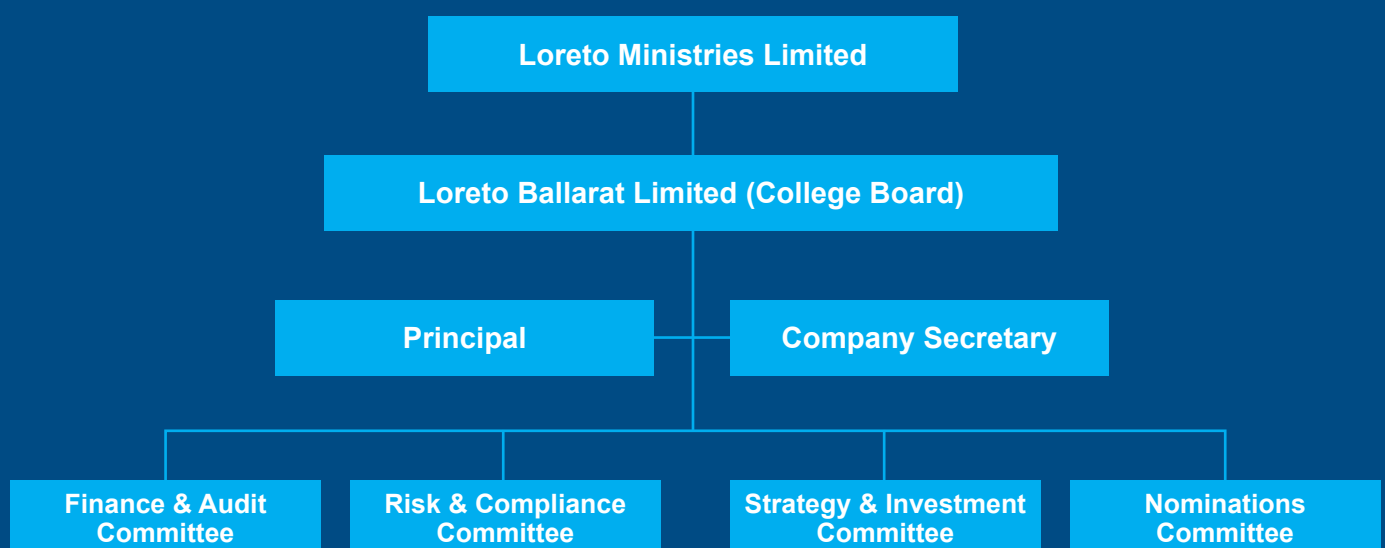 Loreto Ministries Limited
Loreto Ballarat Limited (College Board)
Principal
Company Secretary
Finance & Audit
Committee
Risk & Compliance
Committee
Strategy & Investment
Committee
Nominations
Committee